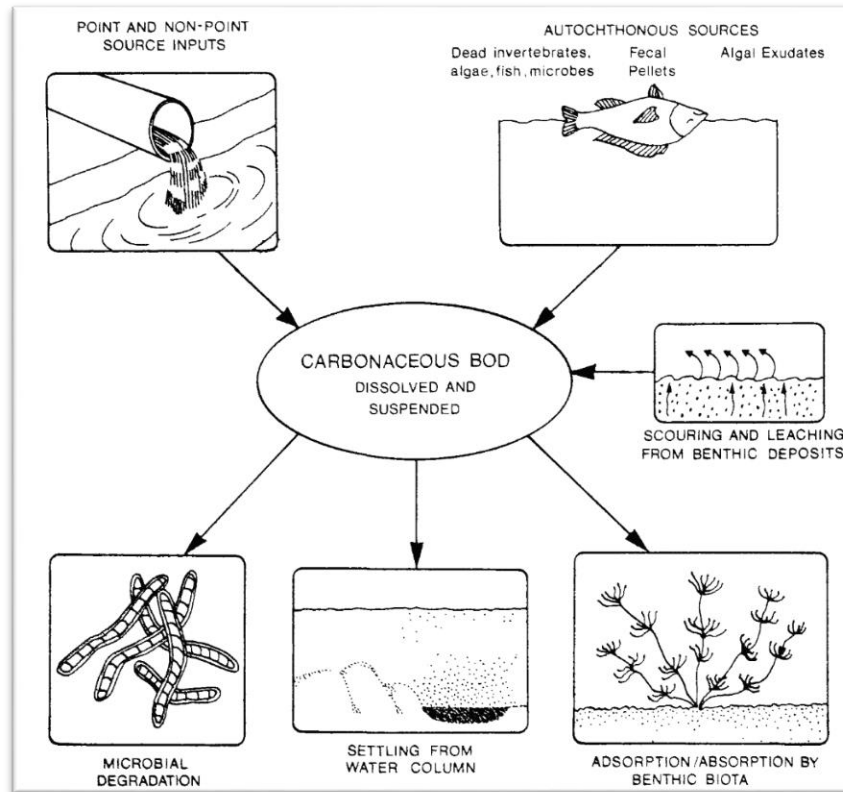 POINT AND NON-POINT
SOURCE INPUTS
AUTOCHTHONOUS SOURCES
Dead invertebrates,
algae, fish, microbes
Fecal
Pellets
Algal Exudates
CARBONACEOUS BOD
DISSOLVED AND
SUSPENDED
SCOURING AND LEACHING
FROM BENTHIC DEPOSITS
MICROBIAL
DEGRADATION
SETTLING FROM
WATER COLUMN
ADSORPTION/ABSORPTION BY
BENTHIC BIOTA